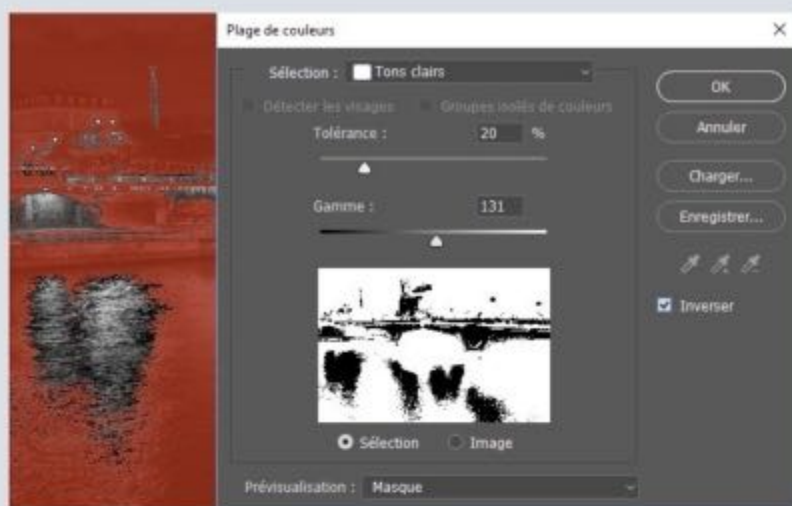 Plage de couleurs
Sélection : Tons clairs
Détecter les visages Groupes isolés de couleurs
Tolérance : 20 %
Gamme : 131
Sélection Image
Prévisualisation : Masque
OK
Annuler
Charger...
Enregistrer...
Inverser